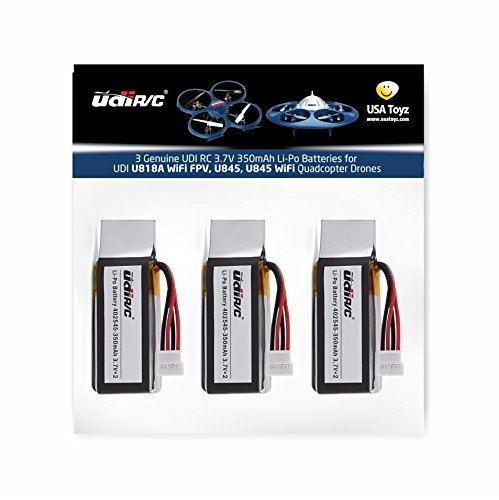 UdiR/C
USA Toyz
www.usatoyz.com
3 Genuine UDI RC 3.7V 350mAh Li-Po Batteries for
UDI U818A WiFi FPV, U845, U845 WiFi Quadcopter Drones
UdiR/C
Li-Po Battery 402545-350mAh 3.7V×2
UdiR/C
Li-Po Battery 402545-350mAh 3.7V×2
UdiR/C
Li-Po Battery 402545-350mAh 3.7V×2